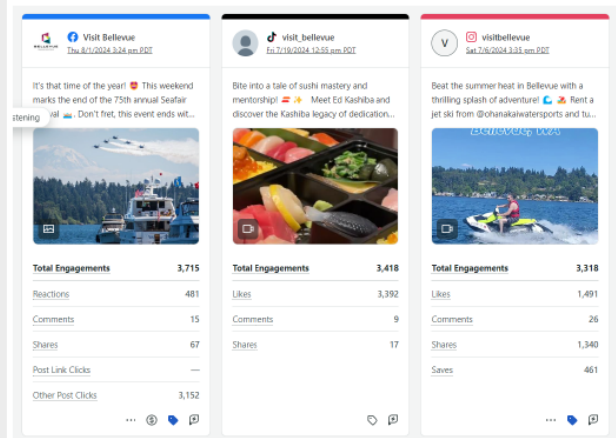 Visit Bellevue
Thu 8/1/2024 3:24 pm PDT
It's that time of the year! 😍 This weekend
marks the end of the 75th annual Seafair
val 🚤. Don't fret, this event ends wit...
stening
Total Engagements 3,715
Reactions 481
Comments 15
Shares 67
Post Link Clicks —
Other Post Clicks 3,152
visit_bellevue
Fri 7/19/2024 12:55 pm PDT
Bite into a tale of sushi mastery and
mentorship! 🍣 ✨ Meet Ed Kashiba and
discover the Kashiba legacy of dedication...
Total Engagements 3,418
Likes 3,392
Comments 9
Shares 17
V
visitbellevue
Sat 7/6/2024 3:35 pm PDT
Beat the summer heat in Bellevue with a
thrilling splash of adventure! 🌊 🏄 Rent a
jet ski from @ohanakaiwatersports and tu...
BELLEVUE, WA
Total Engagements 3,318
Likes 1,491
Comments 26
Shares 1,340
Saves 461